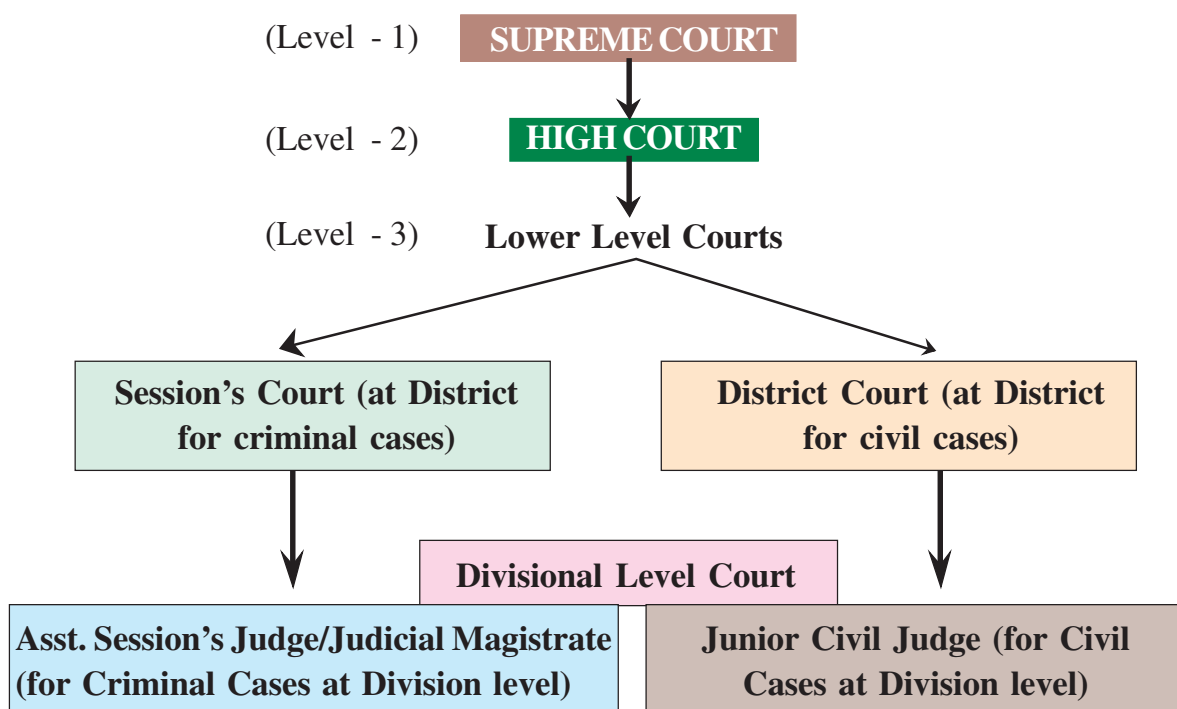 (Level - 1) SUPREME COURT
(Level - 2) HIGH COURT
(Level - 3) Lower Level Courts
Session's Court (at District
for criminal cases)
District Court (at District
for civil cases)
Divisional Level Court
Asst. Session's Judge/Judicial Magistrate
(for Criminal Cases at Division level)
Junior Civil Judge (for Civil
Cases at Division level)